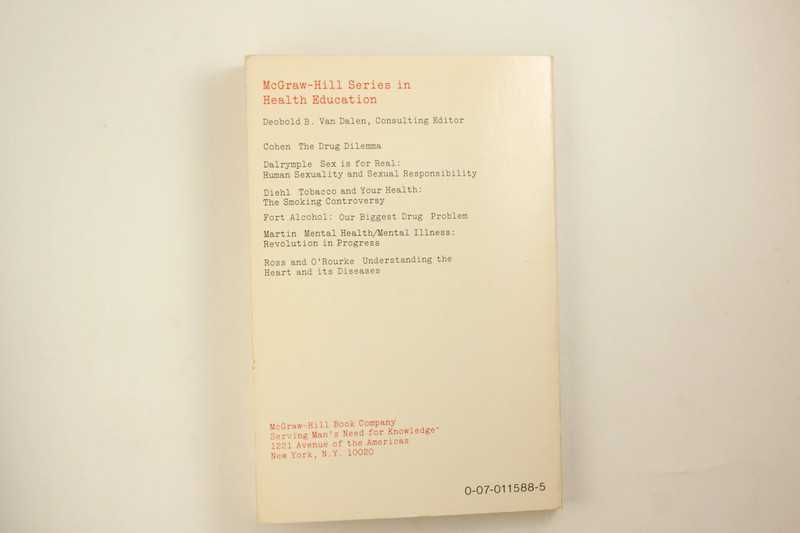 McGraw-Hill Series in
Health Education
Deobold B. Van Dalen, Consulting Editor
Cohen The Drug Dilemma
Dalrymple Sex is for Real:
Human Sexuality and Sexual Responsibility
Diehl Tobacco and Your Health:
The Smoking Controversy
Fort Alcohol: Our Biggest Drug Problem
Martin Mental Health/Mental Illness:
Revolution in Progress
Ross and O'Rourke Understanding the
Heart and its Diseases
McGraw-Hill Book Company
Serving Man's Need for Knowledge"
1221 Avenue of the Americas
New York, N.Y. 10020
0-07-011588-5